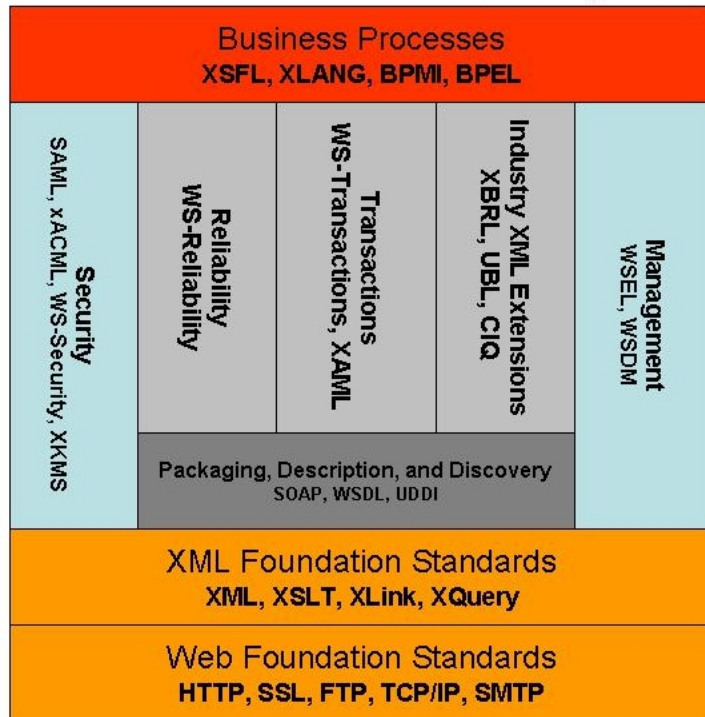 Business Processes
XSFL, XLANG, BPMI, BPEL
Security
SAML, xACML, WS-Security, XKMS
Reliability
WS-Reliability
Transactions
WS-Transactions, XAML
Industry XML Extensions
XBRL, UBL, CIQ
Management
WSEL, WSDM
Packaging, Description, and Discovery
SOAP, WSDL, UDDI
XML Foundation Standards
XML, XSLT, XLink, XQuery
Web Foundation Standards
HTTP, SSL, FTP, TCP/IP, SMTP